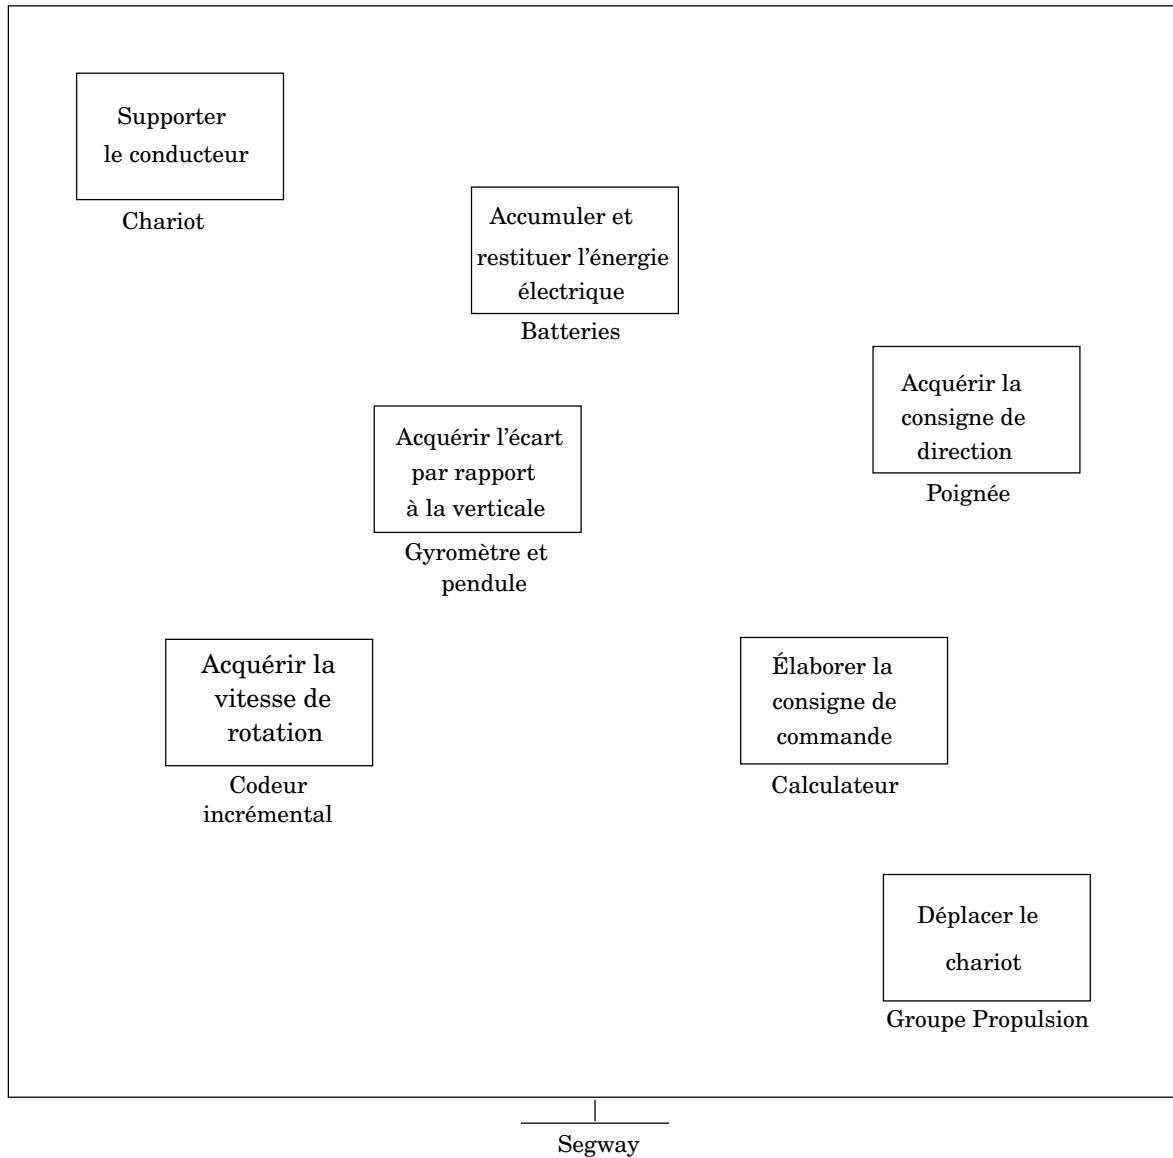 Supporter
le conducteur
Chariot
Accumuler et
restituer l'énergie
électrique
Batteries
Acquérir la
consigne de
direction
Poignée
Acquérir l'écart
par rapport
à la verticale
Gyromètre et
pendule
Acquérir la
vitesse de
rotation
Codeur
incrémental
Élaborer la
consigne de
commande
Calculateur
Déplacer le
chariot
Groupe Propulsion
Segway